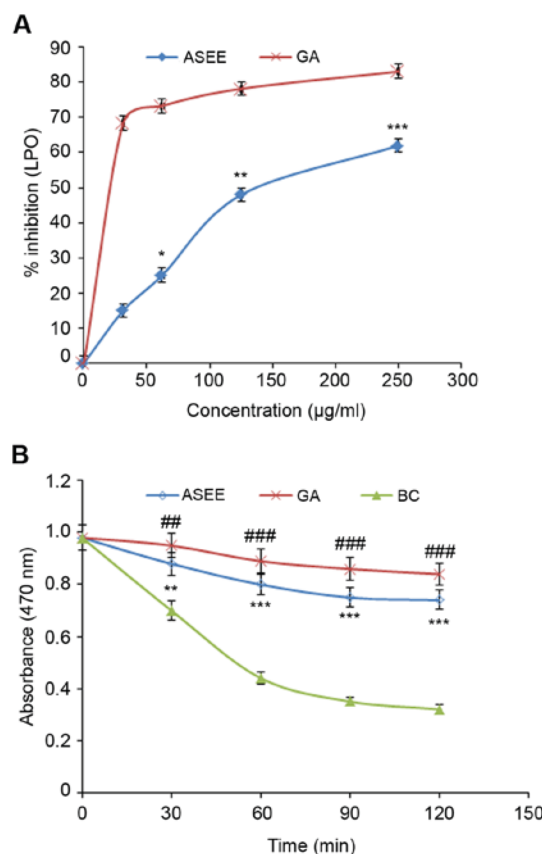 A
ASEE GA
% inhibition (LPO)
90
80
70
60
50
40
30
20
10
0
*
**
***
0 50 100 150 200 250 300
Concentration (µg/ml)
B
ASEE GA BC
Absorbance (470 nm)
1.2
1.0
0.8
0.6
0.4
0.2
0
## ### ### ###
** *** *** ***
0 30 60 90 120 150
Time (min)